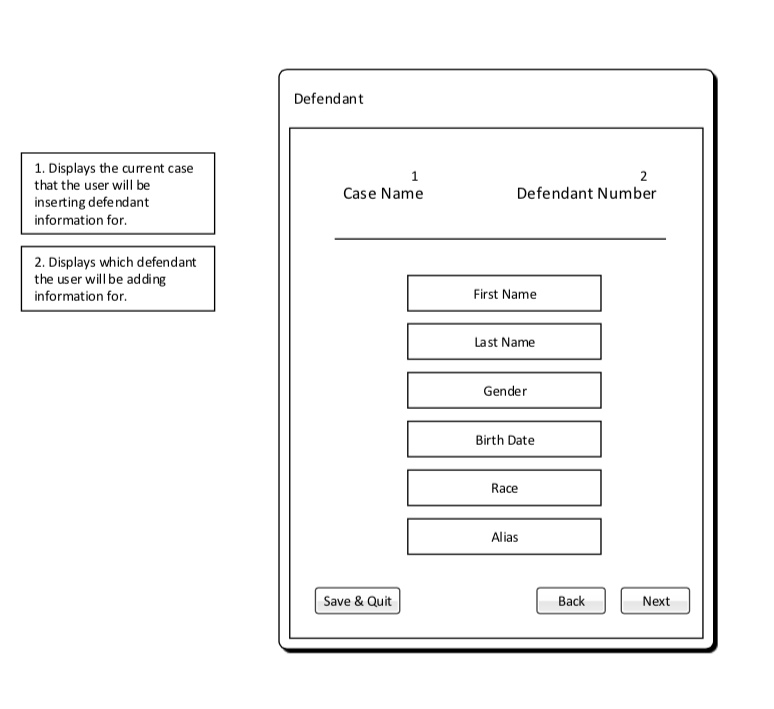 Defendant
1. Displays the current case
that the user will be
inserting defendant
information for.
2. Displays which defendant
the user will be adding
information for.
1
Case Name
2
Defendant Number
First Name
Last Name
Gender
Birth Date
Race
Alias
Save & Quit
Back
Next